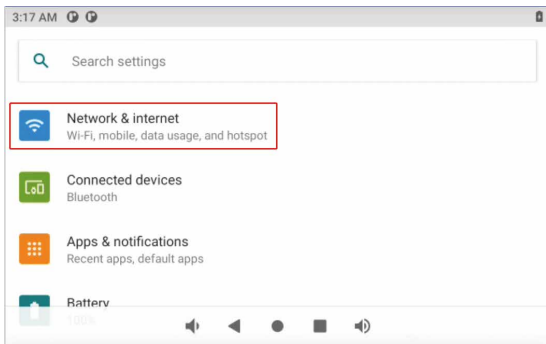 3:17 AM
Search settings
Network & internet
Wi-Fi, mobile, data usage, and hotspot
Connected devices
Bluetooth
Apps & notifications
Recent apps, default apps
Battery
100%